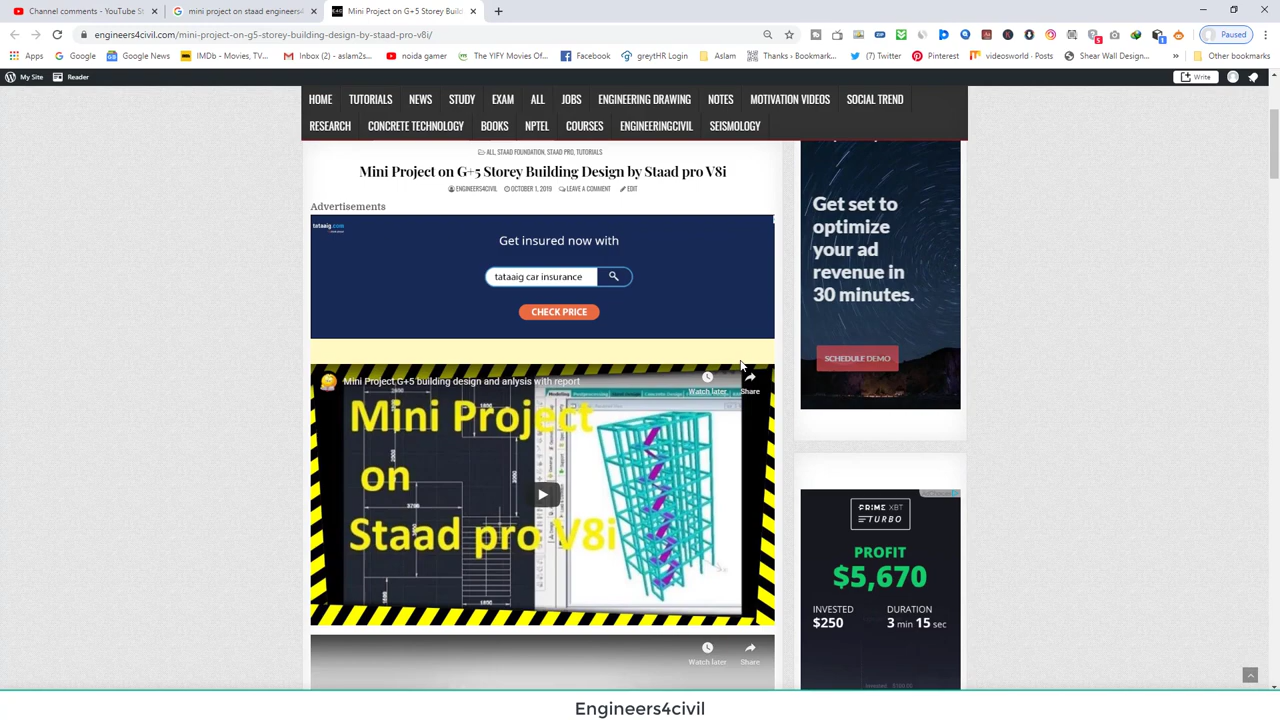 Channel comments - YouTube St
mini project on staad engineers4
Mini Project on G+5 Storey Build
engineers4civil.com/mini-project-on-g5-storey-building-design-by-staad-pro-v8i/
Paused
Apps
Google
Google News
IMDb - Movies, TV...
Inbox (2) - aslam2s...
noida gamer
The YIFY Movies Of...
Facebook
greytHR Login
Aslam
Thanks › Bookmark...
(7) Twitter
Pinterest
videosworld - Posts
Shear Wall Design...
»
Other bookmarks
My Site
Reader
Write
HOME TUTORIALS NEWS STUDY EXAM ALL JOBS ENGINEERING DRAWING NOTES MOTIVATION VIDEOS SOCIAL TREND
RESEARCH CONCRETE TECHNOLOGY BOOKS NPTEL COURSES ENGINEERINGCIVIL SEISMOLOGY
ALL, STAAD FOUNDATION, STAAD PRO, TUTORIALS
Mini Project on G+5 Storey Building Design by Staad pro V8i
ENGINEERS4CIVIL OCTOBER 1, 2019 LEAVE A COMMENT EDIT
Advertisements
tataaig.com
Get insured now with
tataaig car insurance
CHECK PRICE
Mini Project G+5 building design and anlysis with report
Watch later
Share
Mini Project
on
Staad pro V8i
Watch later
Share
Get set to
optimize
your ad
revenue in
30 minutes.
SCHEDULE DEMO
AdChoices
PRIME XBT
TURBO
PROFIT
$5,670
INVESTED
$250
DURATION
3 min 15 sec
Engineers4civil